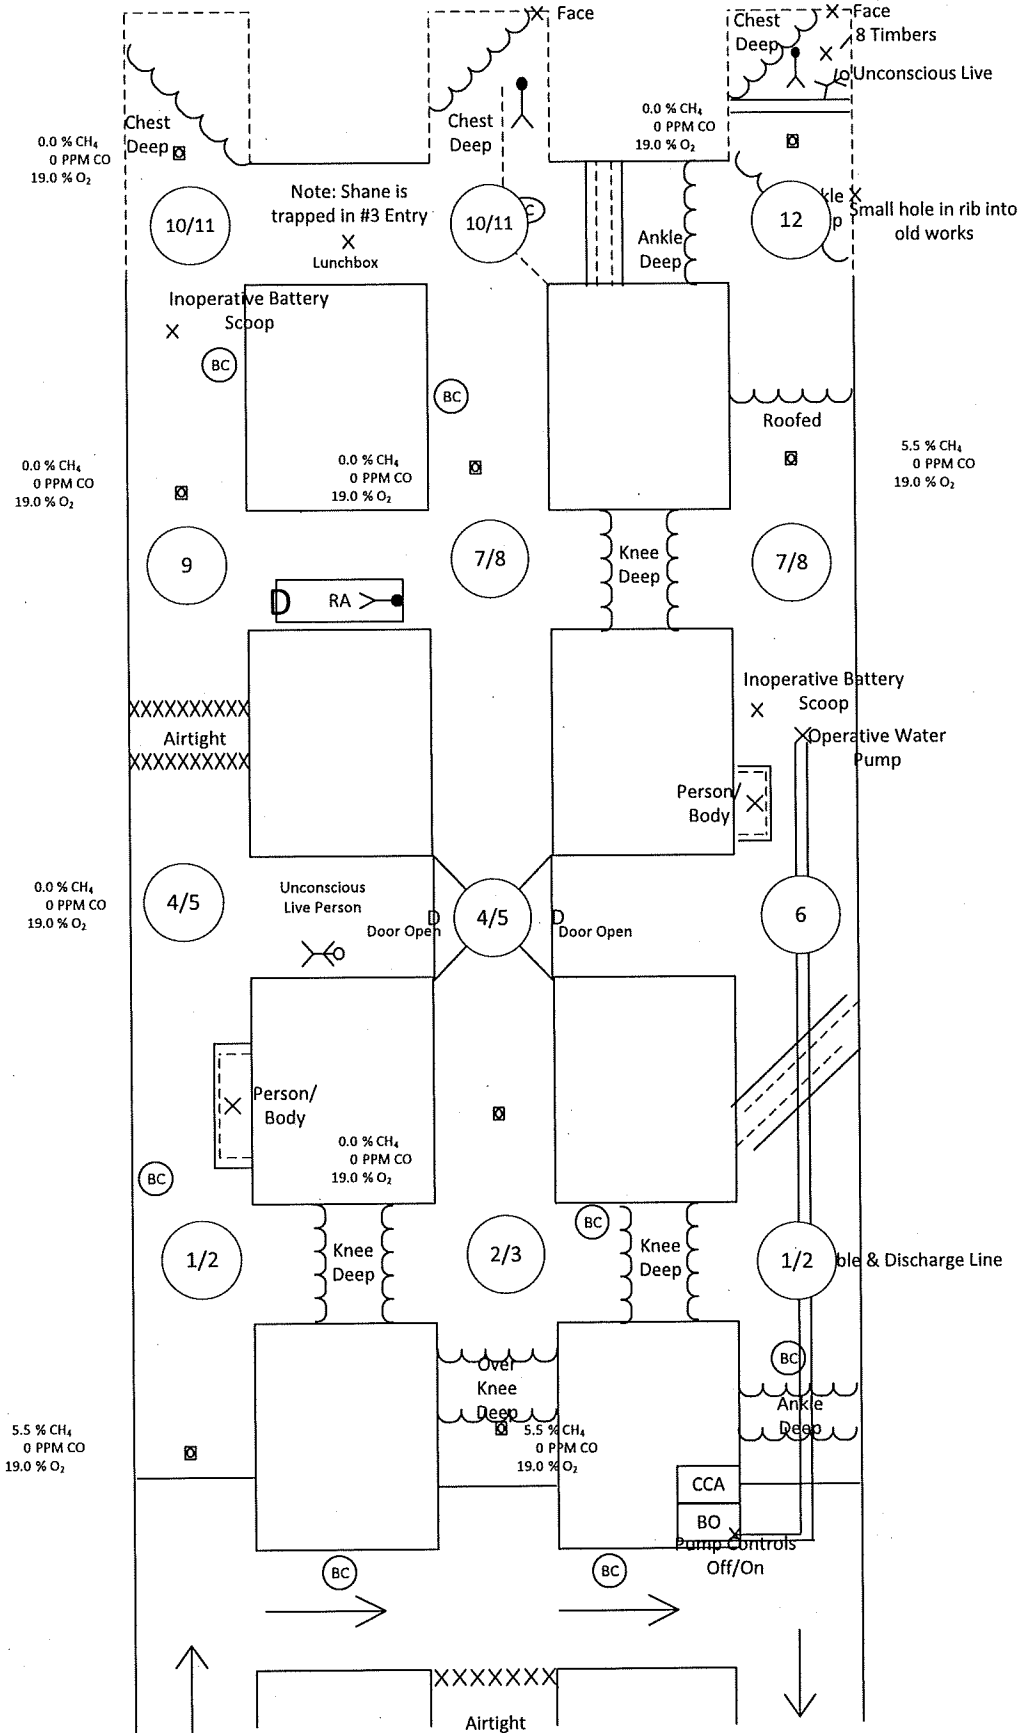 Face
Chest
Deep
Face
8 Timbers
Unconscious Live
Chest
Deep
0.0 % CH₄
0 PPM CO
19.0 % O₂
Chest
Deep
0.0 % CH₄
0 PPM CO
19.0 % O₂
Note: Shane is
trapped in #3 Entry
10/11
10/11
C
12
Small hole in rib into
old works
X
Lunchbox
Ankle
Deep
Inoperative Battery
Scoop
X
BC
BC
Roofed
5.5 % CH₄
0 PPM CO
19.0 % O₂
0.0 % CH₄
0 PPM CO
19.0 % O₂
0.0 % CH₄
0 PPM CO
19.0 % O₂
9
7/8
Knee
Deep
7/8
D
RA
Inoperative Battery
Scoop
X
XXXXXXXXXX
Airtight
XXXXXXXXXX
Operative Water
Pump
Person/
Body
X
0.0 % CH₄
0 PPM CO
19.0 % O₂
4/5
Unconscious
Live Person
D
Door Open
4/5
D
Door Open
6
Person/
Body
X
0.0 % CH₄
0 PPM CO
19.0 % O₂
BC
BC
1/2
Knee
Deep
2/3
Knee
Deep
1/2
& Discharge Line
BC
Over
Knee
Deep
Ankle
Deep
5.5 % CH₄
0 PPM CO
19.0 % O₂
5.5 % CH₄
0 PPM CO
19.0 % O₂
CCA
BO
Pump Controls
Off/On
BC
BC
XXXXXXX
Airtight